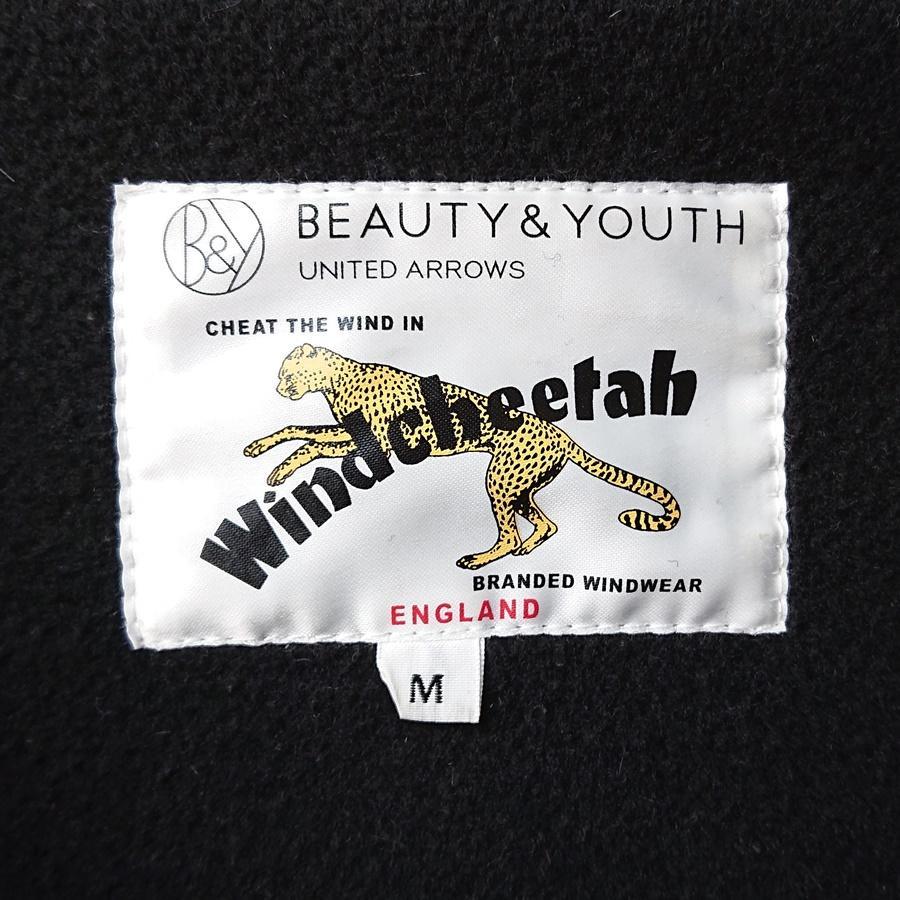 B&Y
BEAUTY & YOUTH
UNITED ARROWS
CHEAT THE WIND IN
Windcheetah
BRANDED WINDWEAR
ENGLAND
M